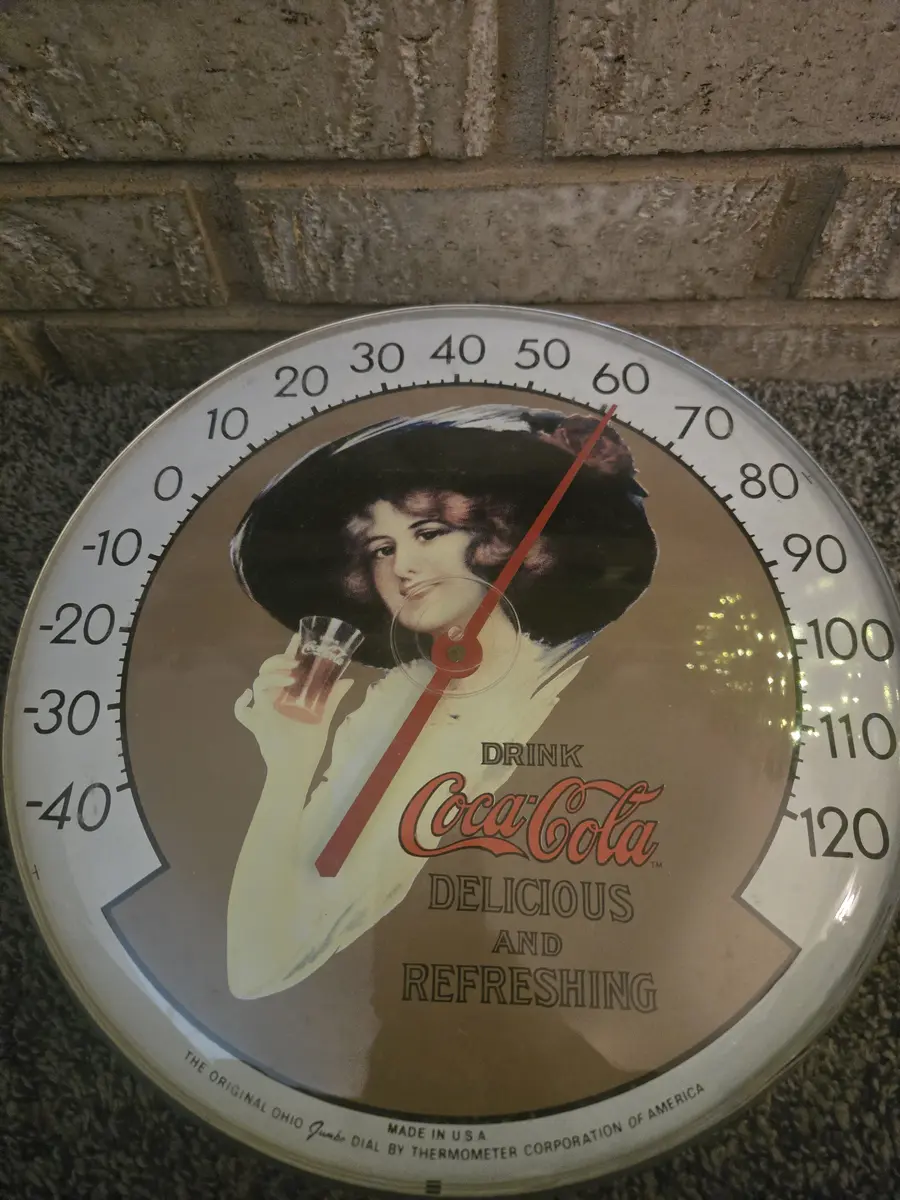 -40
-30
-20
-10
0
10
20
30
40
50
60
70
80
90
100
110
120
DRINK
Coca-Cola™
DELICIOUS
AND
REFRESHING
THE ORIGINAL OHIO Jumbo DIAL BY THERMOMETER CORPORATION OF AMERICA
MADE IN U.S.A